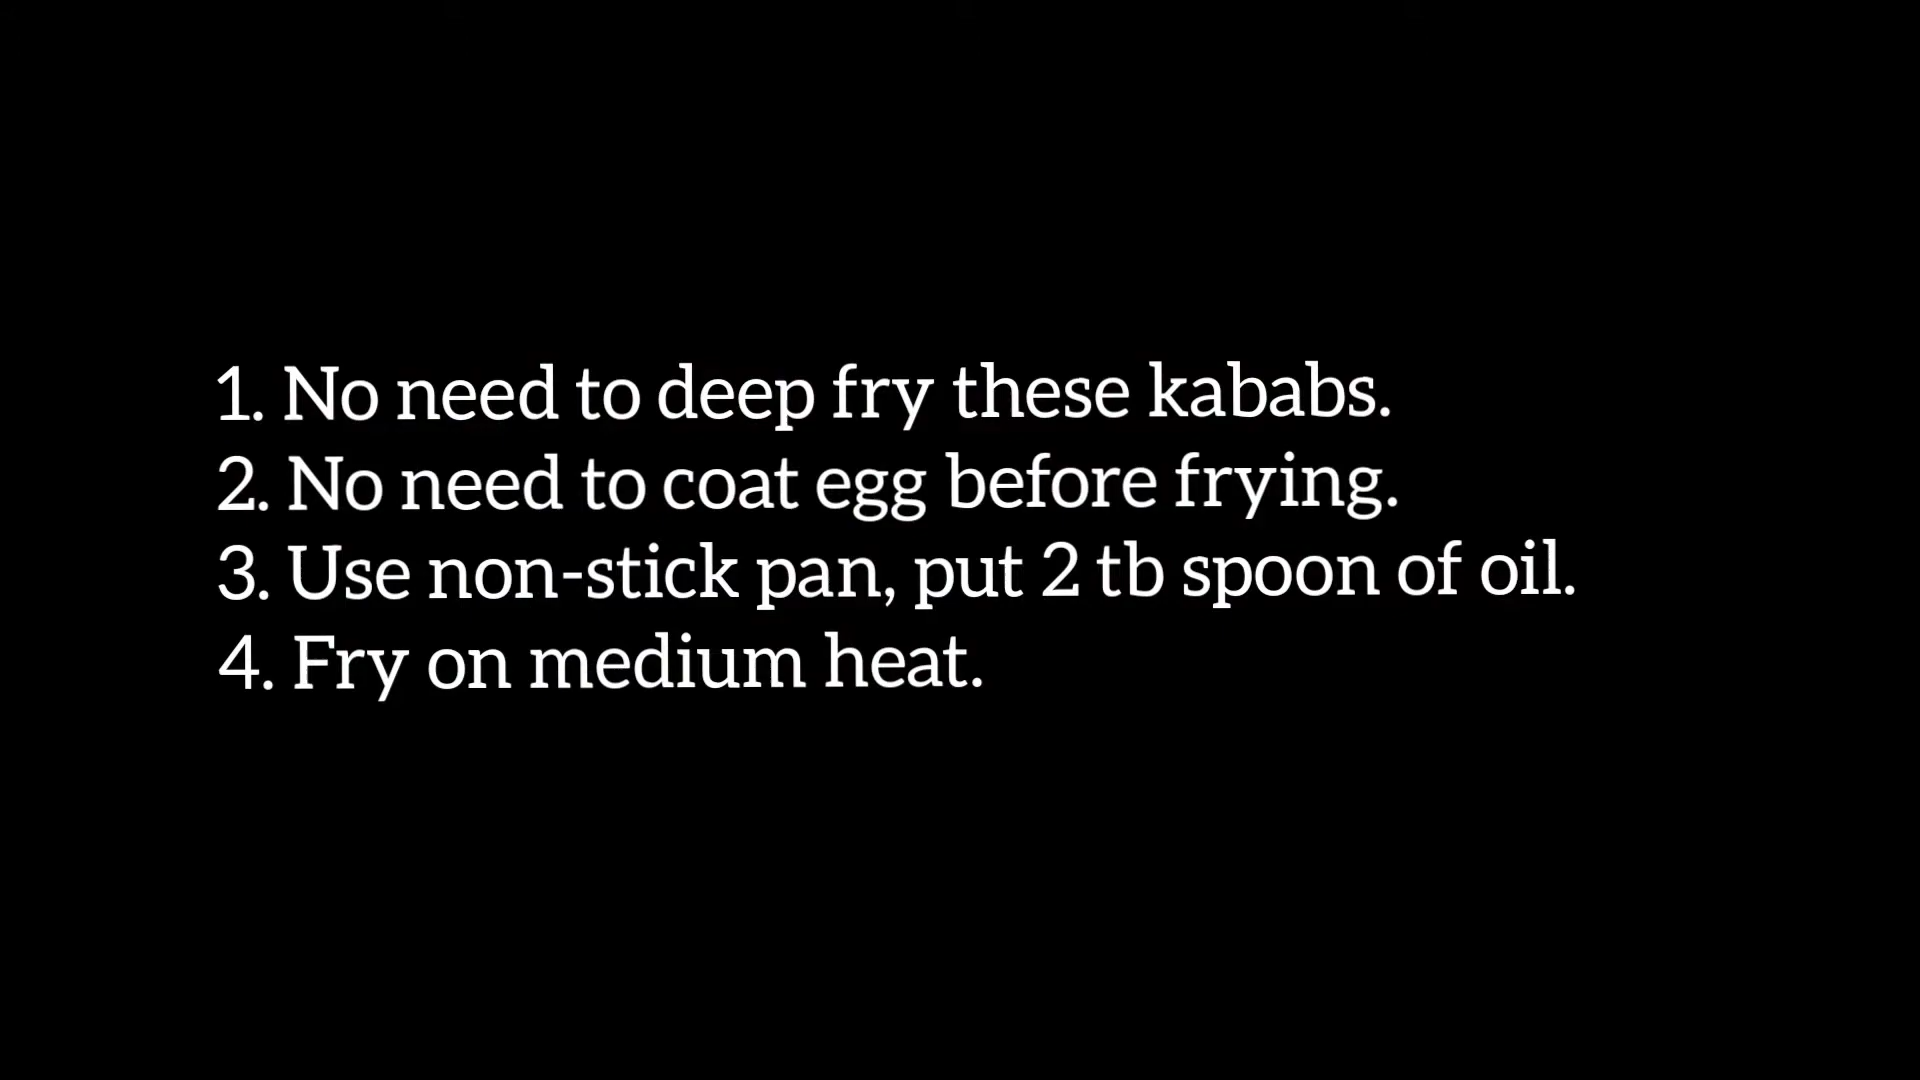 1. No need to deep fry these kababs.
2. No need to coat egg before frying.
3. Use non-stick pan, put 2 tb spoon of oil.
4. Fry on medium heat.